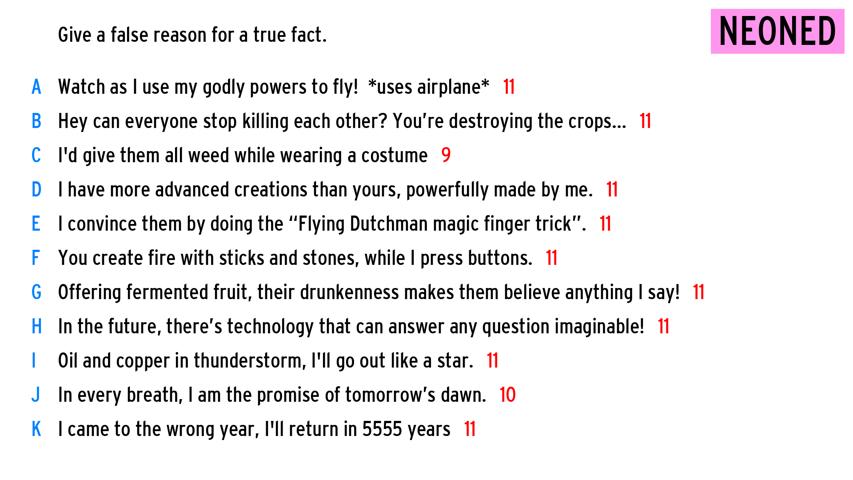 Give a false reason for a true fact.
NEONED
A Watch as I use my godly powers to fly! *uses airplane* 11
B Hey can everyone stop killing each other? You're destroying the crops... 11
C I'd give them all weed while wearing a costume 9
D I have more advanced creations than yours, powerfully made by me. 11
E I convince them by doing the “Flying Dutchman magic finger trick”. 11
F You create fire with sticks and stones, while I press buttons. 11
G Offering fermented fruit, their drunkenness makes them believe anything I say! 11
H In the future, there's technology that can answer any question imaginable! 11
I Oil and copper in thunderstorm, I'll go out like a star. 11
J In every breath, I am the promise of tomorrow's dawn. 10
K I came to the wrong year, I'll return in 5555 years 11